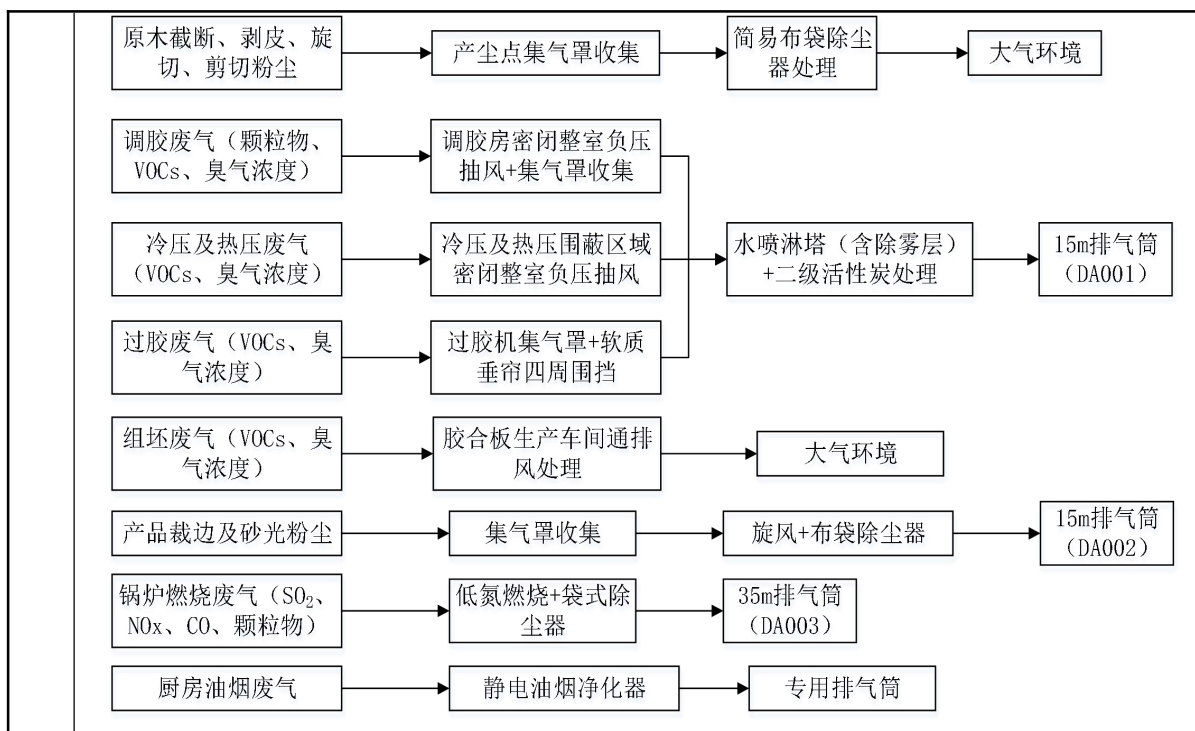 原木截断、剥皮、旋
切、剪切粉尘
产尘点集气罩收集
简易布袋除尘
器处理
大气环境
调胶废气（颗粒物、
VOCs、臭气浓度）
调胶房密闭整室负压
抽风+集气罩收集
冷压及热压废气
（VOCs、臭气浓度）
冷压及热压围蔽区域
密闭整室负压抽风
水喷淋塔（含除雾层）
+二级活性炭处理
15m排气筒
（DA001）
过胶废气（VOCs、臭
气浓度）
过胶机集气罩+软质
垂帘四周围挡
组坯废气（VOCs、臭
气浓度）
胶合板生产车间通排
风处理
大气环境
产品裁边及砂光粉尘
集气罩收集
旋风+布袋除尘器
15m排气筒
（DA002）
锅炉燃烧废气（SO₂、
NOx、CO、颗粒物）
低氮燃烧+袋式除
尘器
35m排气筒
（DA003）
厨房油烟废气
静电油烟净化器
专用排气筒